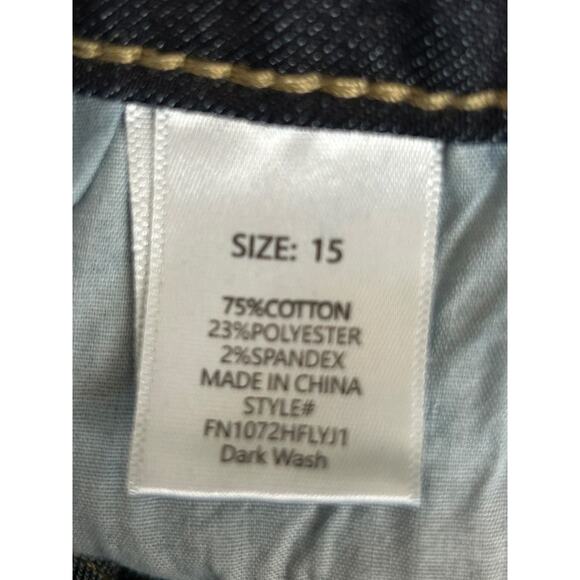 SIZE: 15
75%COTTON
23%POLYESTER
2%SPANDEX
MADE IN CHINA
STYLE#
FN1072HFLYJ1
Dark Wash